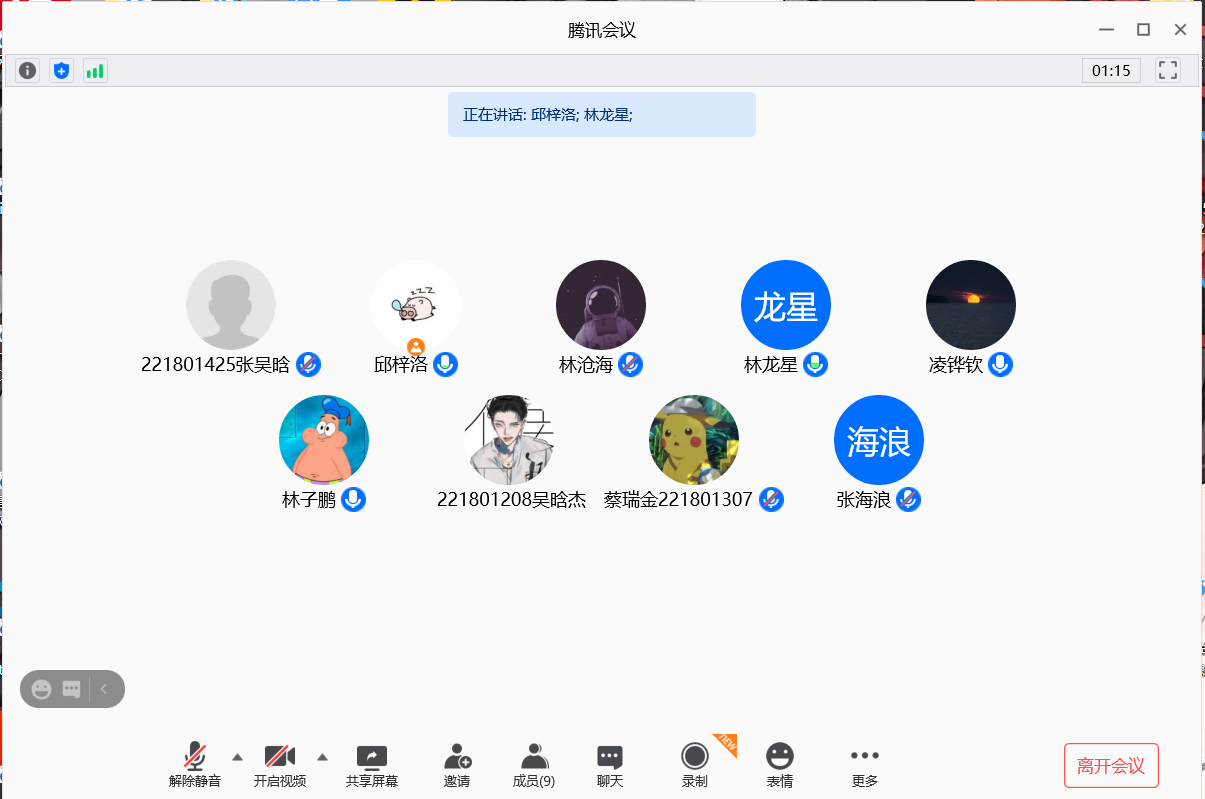 腾讯会议
01:15
正在讲话: 邱梓洛; 林龙星;
龙星
221801425张吴晗
邱梓洛
林沧海
林龙星
凌铧钦
海浪
林子鹏
221801208吴晗杰
蔡瑞金221801307
张海浪
NEW
解除静音
开启视频
共享屏幕
邀请
成员(9)
聊天
录制
表情
更多
离开会议